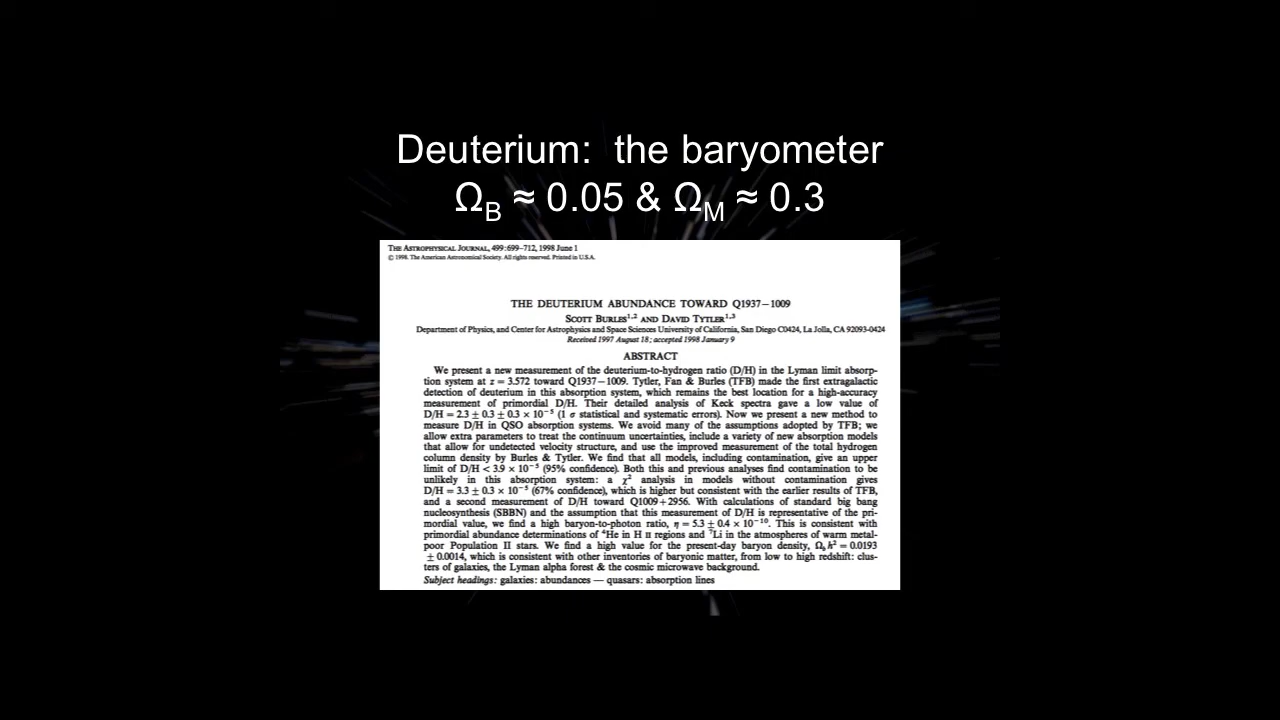 Deuterium:  the baryometer
Ω_B ≈ 0.05 & Ω_M ≈ 0.3
THE ASTROPHYSICAL JOURNAL, 499:699–712, 1998 June 1
© 1998. The American Astronomical Society. All rights reserved. Printed in U.S.A.
THE DEUTERIUM ABUNDANCE TOWARD Q1937−1009
SCOTT BURLES¹,² AND DAVID TYTLER¹,³
Department of Physics, and Center for Astrophysics and Space Sciences University of California, San Diego C0424, La Jolla, CA 92093-0424
Received 1997 August 18; accepted 1998 January 9
ABSTRACT
We present a new measurement of the deuterium-to-hydrogen ratio (D/H) in the Lyman limit absorp-
tion system at z = 3.572 toward Q1937−1009. Tytler, Fan & Burles (TFB) made the first extragalactic
detection of deuterium in this absorption system, which remains the best location for a high-accuracy
measurement of primordial D/H. Their detailed analysis of Keck spectra gave a low value of
D/H = 2.3 ± 0.3 ± 0.3 × 10⁻⁵ (1 σ statistical and systematic errors). Now we present a new method to
measure D/H in QSO absorption systems. We avoid many of the assumptions adopted by TFB; we
allow extra parameters to treat the continuum uncertainties, include a variety of new absorption models
that allow for undetected velocity structure, and use the improved measurement of the total hydrogen
column density by Burles & Tytler. We find that all models, including contamination, give an upper
limit of D/H < 3.9 × 10⁻⁵ (95% confidence). Both this and previous analyses find contamination to be
unlikely in this absorption system: a χ² analysis in models without contamination gives
D/H = 3.3 ± 0.3 × 10⁻⁵ (67% confidence), which is higher but consistent with the earlier results of TFB,
and a second measurement of D/H toward Q1009+2956. With calculations of standard big bang
nucleosynthesis (SBBN) and the assumption that this measurement of D/H is representative of the pri-
mordial value, we find a high baryon-to-photon ratio, η = 5.3 ± 0.4 × 10⁻¹⁰. This is consistent with
primordial abundance determinations of ⁴He in H II regions and ⁷Li in the atmospheres of warm metal-
poor Population II stars. We find a high value for the present-day baryon density, Ω_b h² = 0.0193
± 0.0014, which is consistent with other inventories of baryonic matter, from low to high redshift: clus-
ters of galaxies, the Lyman alpha forest & the cosmic microwave background.
Subject headings: galaxies: abundances — quasars: absorption lines